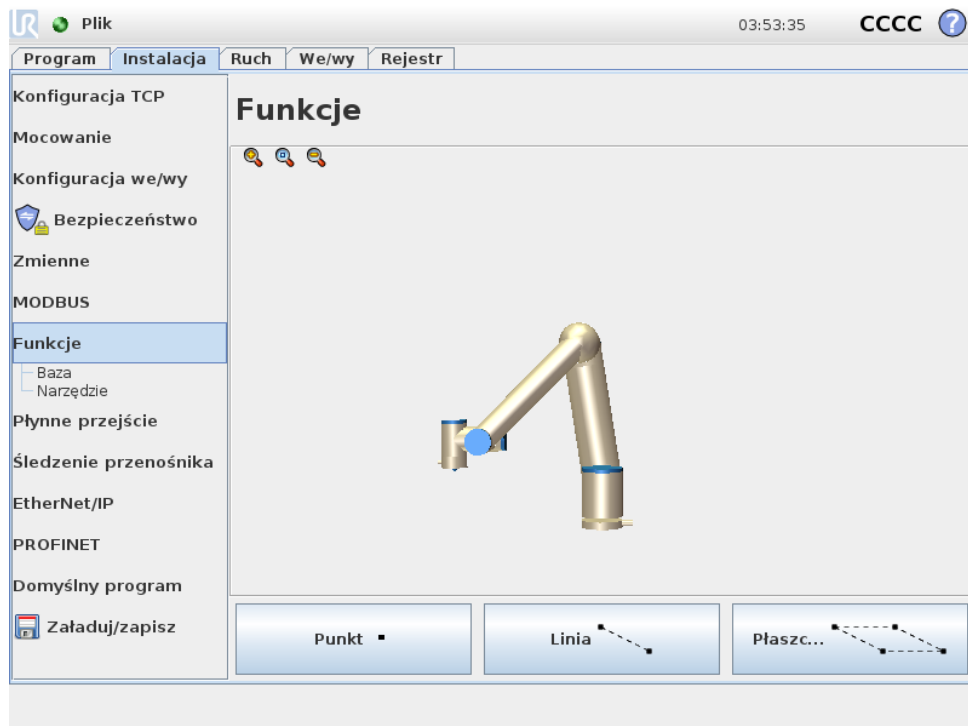 UR Plik 03:53:35 CCCC ?
Program Instalacja Ruch We/wy Rejestr
Konfiguracja TCP
Mocowanie
Konfiguracja we/wy
Bezpieczeństwo
Zmienne
MODBUS
Funkcje
Baza
Narzędzie
Płynne przejście
Śledzenie przenośnika
EtherNet/IP
PROFINET
Domyślny program
Załaduj/zapisz
Funkcje
Punkt
Linia
Płaszc...